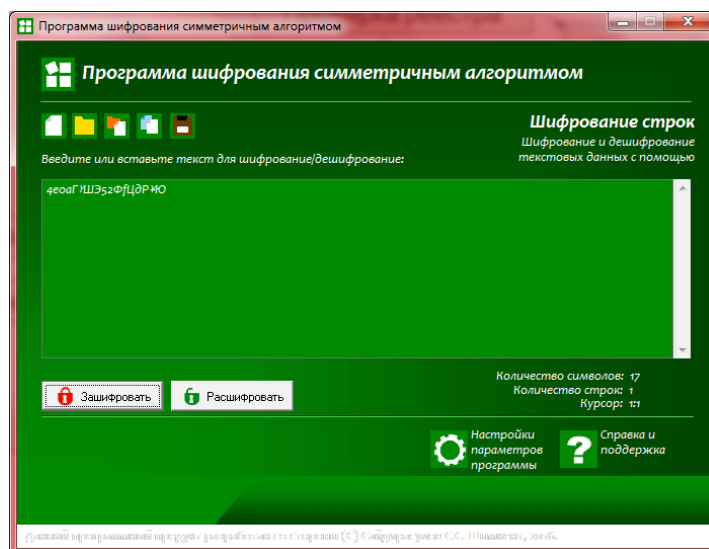 Программа шифрования симметричным алгоритмом
Программа шифрования симметричным алгоритмом
Шифрование строк
Шифрование и дешифрование
текстовых данных с помощью
Введите или вставьте текст для шифрование/дешифрование:
Зашифровать
Расшифровать
Количество символов: 17
Количество строк: 1
Курсор: 1:1
Настройки
параметров
программы
Справка и
поддержка